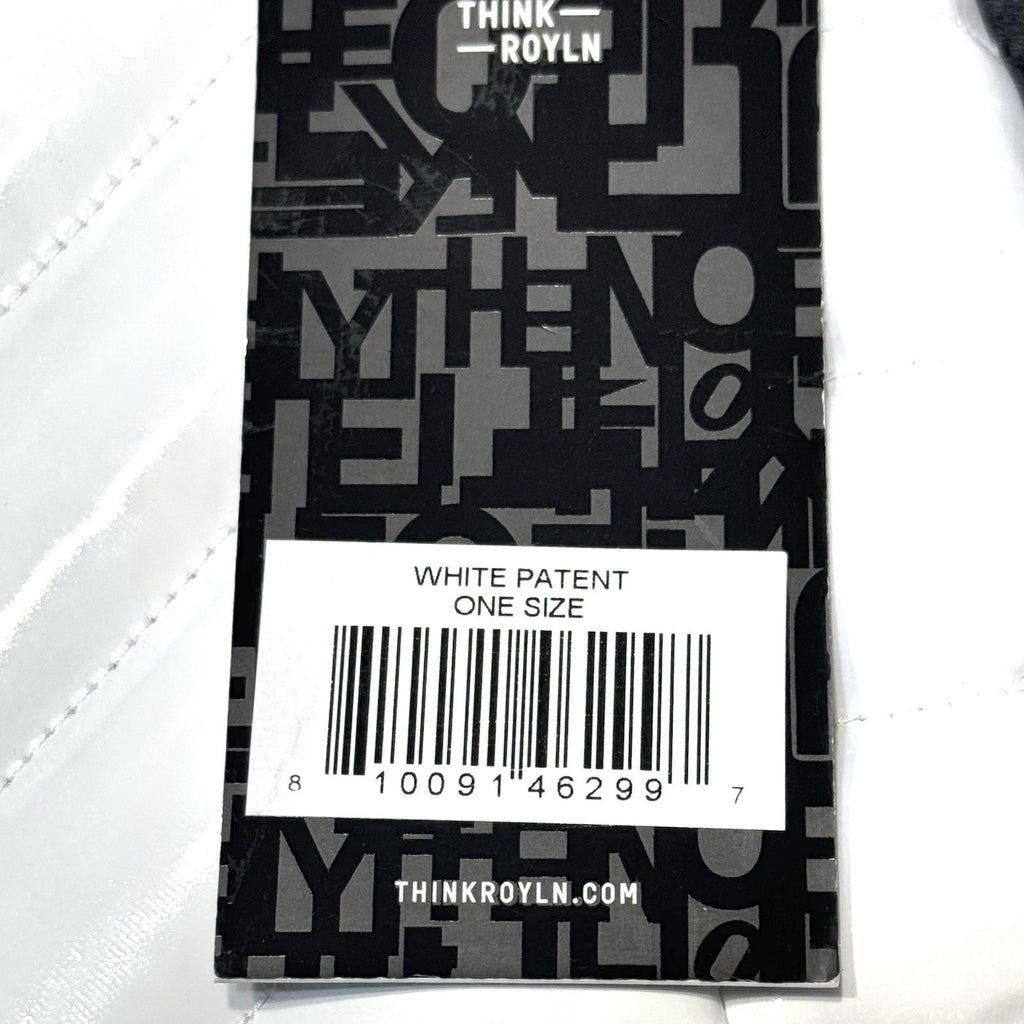 THINK—
—ROYLN
WHITE PATENT
ONE SIZE
8 10091 46299 7
THINKROYLN.COM